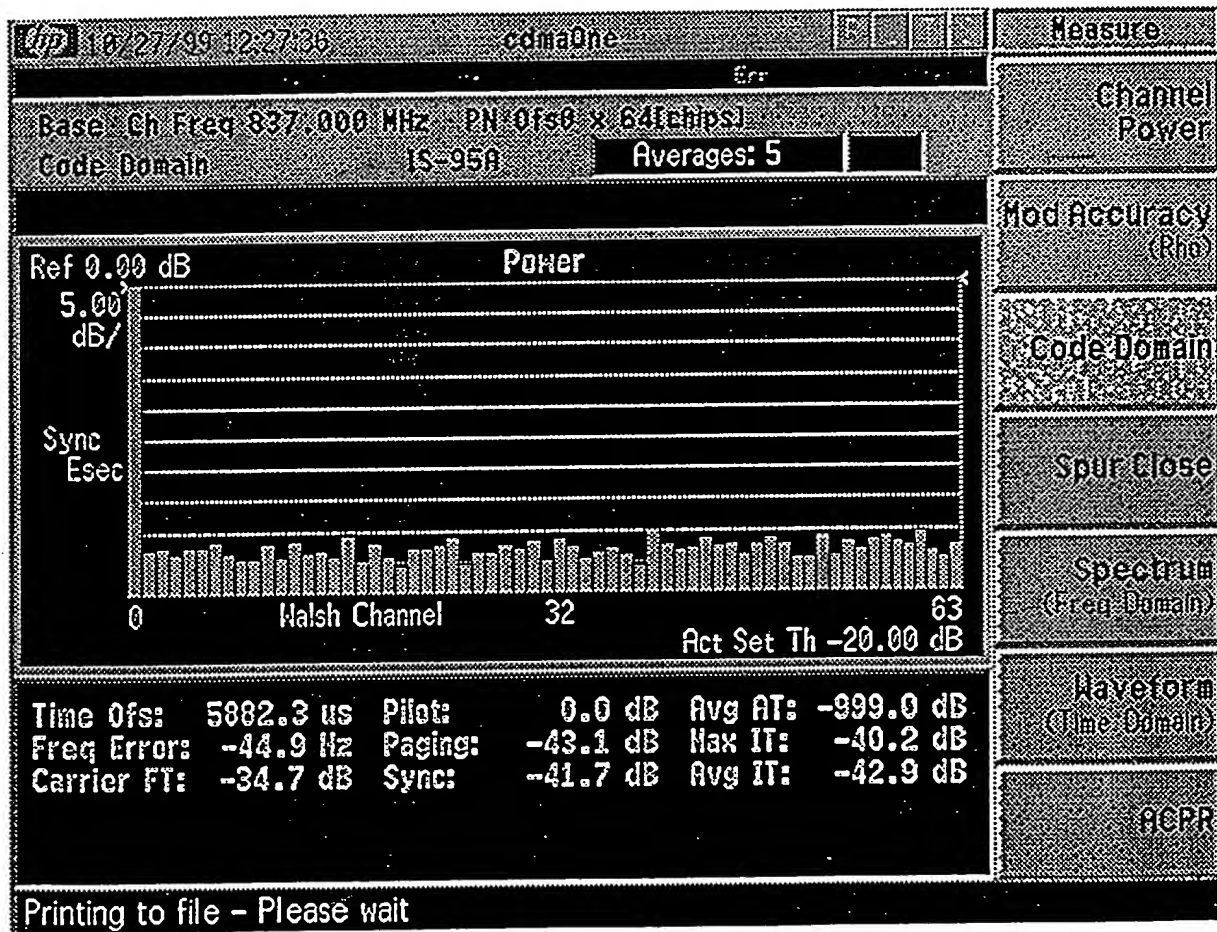 hp 10/27/99 12:27:36 cdmaOne
Err
Base Ch Freq 837.000 MHz PN Ofs0 x 64[chips]
Code Domain IS-95A Averages: 5
Ref 0.00 dB Power
5.00
dB/
Sync
Esec
0 Walsh Channel 32 63
Act Set Th -20.00 dB
Time Ofs: 5882.3 us Pilot: 0.0 dB Avg AT: -999.0 dB
Freq Error: -44.9 Hz Paging: -43.1 dB Max IT: -40.2 dB
Carrier FT: -34.7 dB Sync: -41.7 dB Avg IT: -42.9 dB
Printing to file - Please wait
Measure
Channel
Power
Mod Accuracy
(Rho)
Code Domain
Spur Close
Spectrum
(Freq Domain)
Waveform
(Time Domain)
ACPR